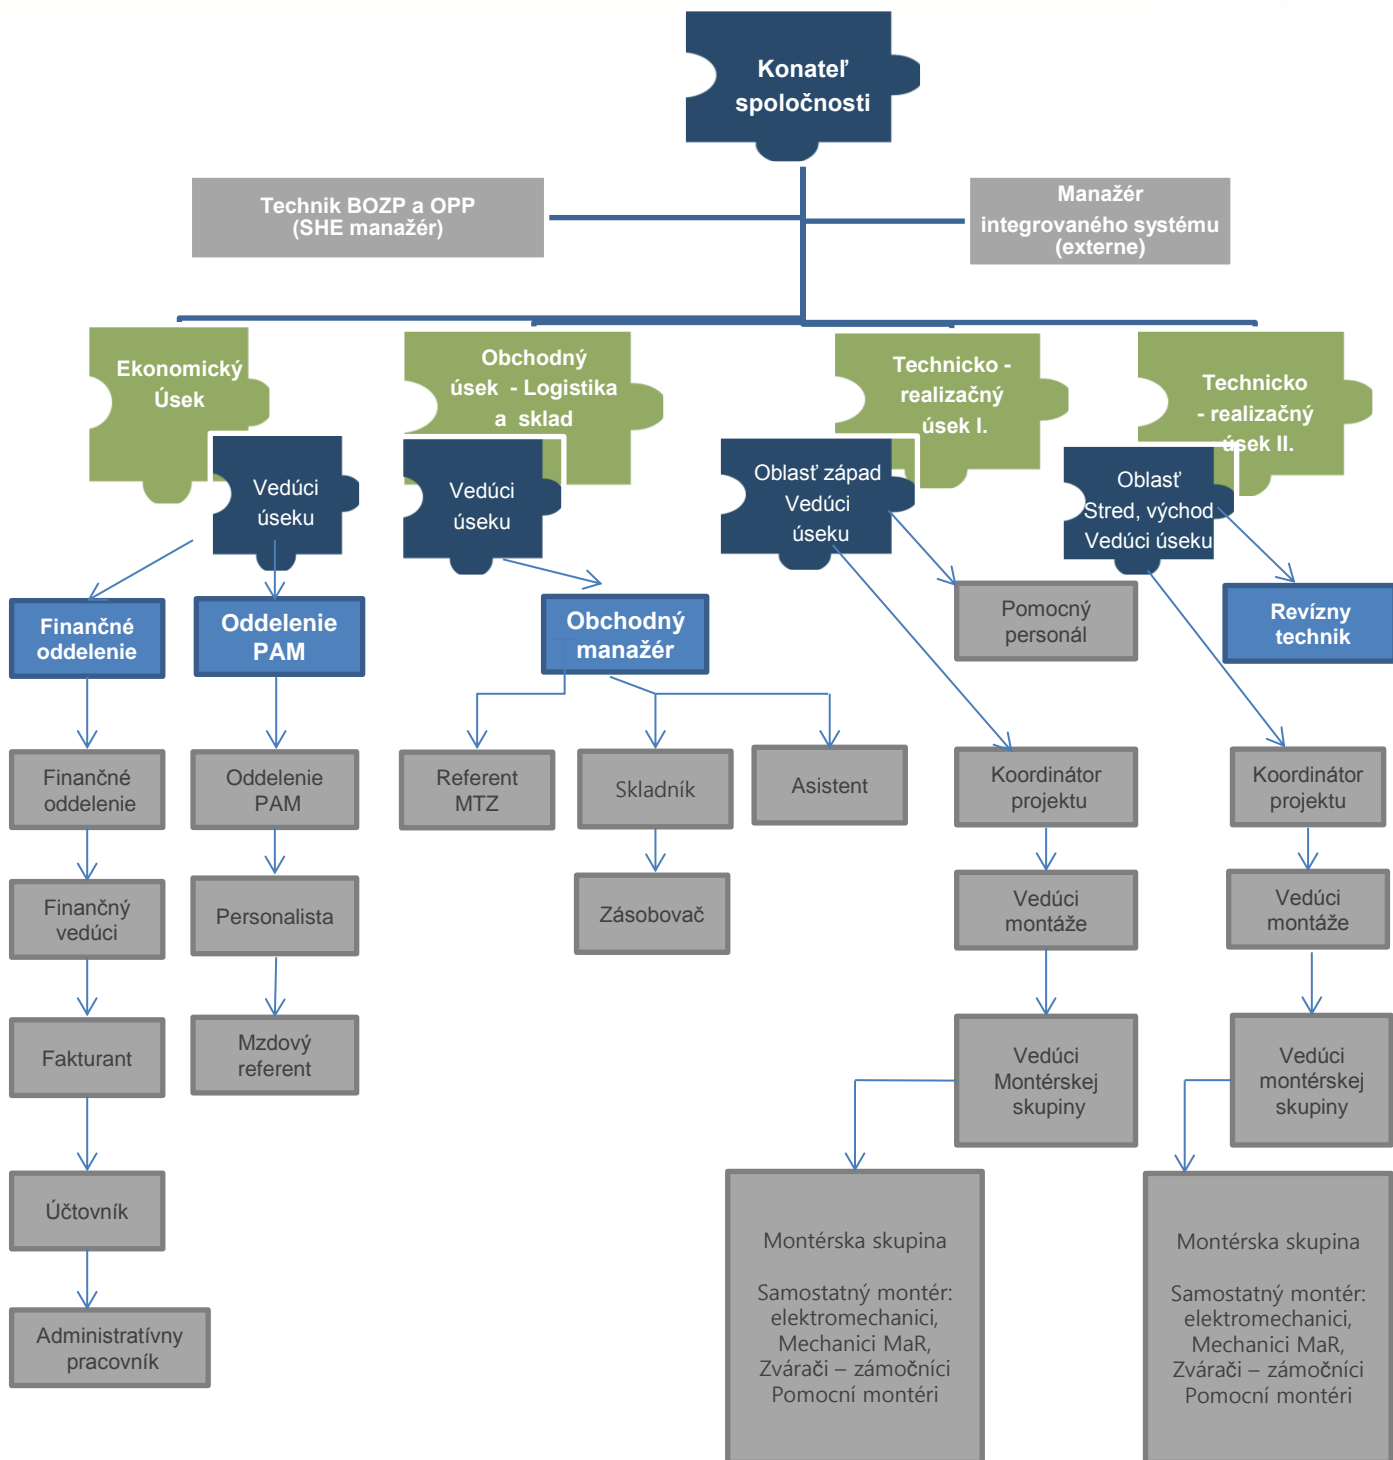 Konateľ
spoločnosti
Technik BOZP a OPP
(SHE manažér)
Manažér
integrovaného systému
(externe)
Ekonomický
Úsek
Obchodný
úsek - Logistika
a sklad
Technicko -
realizačný
úsek I.
Technicko
- realizačný
úsek II.
Vedúci
úseku
Vedúci
úseku
Oblasť západ
Vedúci
úseku
Oblasť
Stred, východ
Vedúci úseku
Finančné
oddelenie
Oddelenie
PAM
Obchodný
manažér
Pomocný
personál
Revízny
technik
Finančné
oddelenie
Oddelenie
PAM
Referent
MTZ
Skladník
Asistent
Koordinátor
projektu
Koordinátor
projektu
Finančný
vedúci
Personalista
Zásobovač
Vedúci
montáže
Vedúci
montáže
Fakturant
Mzdový
referent
Vedúci
Montérskej
skupiny
Vedúci
montérskej
skupiny
Účtovník
Administratívny
pracovník
Montérska skupina
Samostatný montér:
elektromechanici,
Mechanici MaR,
Zvárači – zámočníci
Pomocní montéri
Montérska skupina
Samostatný montér:
elektromechanici,
Mechanici MaR,
Zvárači – zámočníci
Pomocní montéri